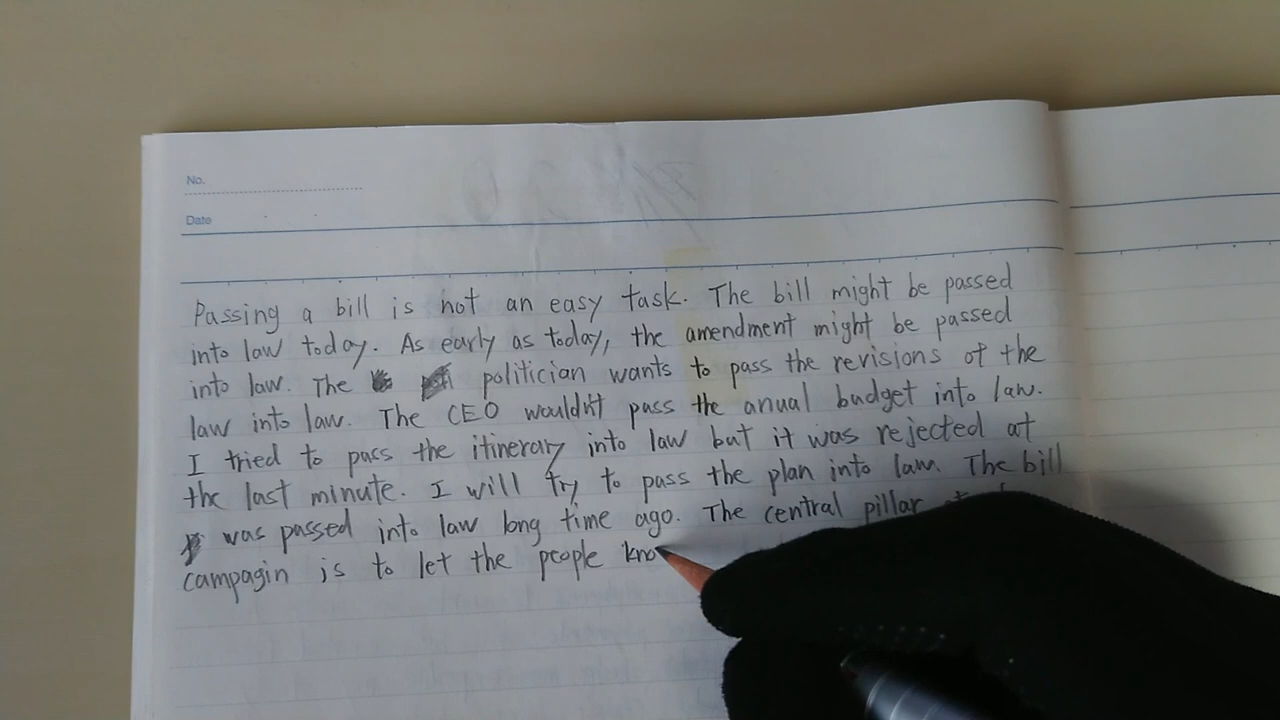 No.
Date
Passing a bill is not an easy task. The bill might be passed
into law today. As early as today, the amendment might be passed
into law. The politician wants to pass the revisions of the
law into law. The CEO wouldn't pass the anual budget into law.
I tried to pass the itinerary into law but it was rejected at
the last minute. I will try to pass the plan into law. The bill
was passed into law long time ago. The central pillar
campagin is to let the people kno